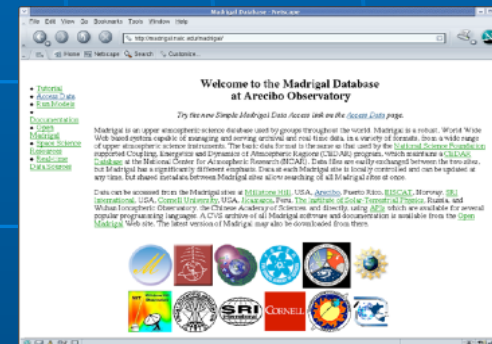 Madrigal Database - Netscape
File Edit View Go Bookmarks Tools Window Help
http://madrigal.naic.edu/madrigal/
Home Netscape Search Customize...
Welcome to the Madrigal Database
at Arecibo Observatory
Try the new Simple Madrigal Data Access link on the Access Data page.
• Tutorial
• Access Data
• Run Models
•
Documentation
• Open
Madrigal
• Space Science
Resources
• Real-time
Data Sources
Madrigal is an upper atmospheric science database used by groups throughout the world. Madrigal is a robust, World Wide
Web based system capable of managing and serving archival and real time data, in a variety of formats, from a wide range
of upper atmospheric science instruments. The basic data format is the same as that used by the National Science Foundation
supported Coupling, Energetics and Dynamics of Atmospheric Regions (CEDAR) program, which maintains a CEDAR
Database at the National Center for Atmospheric Research (NCAR). Data files are easily exchanged between the two sites,
but Madrigal has a significantly different emphasis. Data at each Madrigal site is locally controlled and can be updated at
any time, but shared metadata between Madrigal sites allow searching of all Madrigal sites at once.
Data can be accessed from the Madrigal sites at Millstone Hill, USA, Arecibo, Puerto Rico, EISCAT, Norway, SRI
International, USA, Cornell University, USA, Jicamarca, Peru, The Institute of Solar-Terrestrial Physics, Russia, and
Wuhan Ionospheric Observatory, the Chinese Academy of Sciences, and directly, using APIs which are available for several
popular programming languages. A CVS archive of all Madrigal software and documentation is available from the Open
Madrigal Web site. The latest version of Madrigal may also be downloaded from there.
SRI
CORNELL